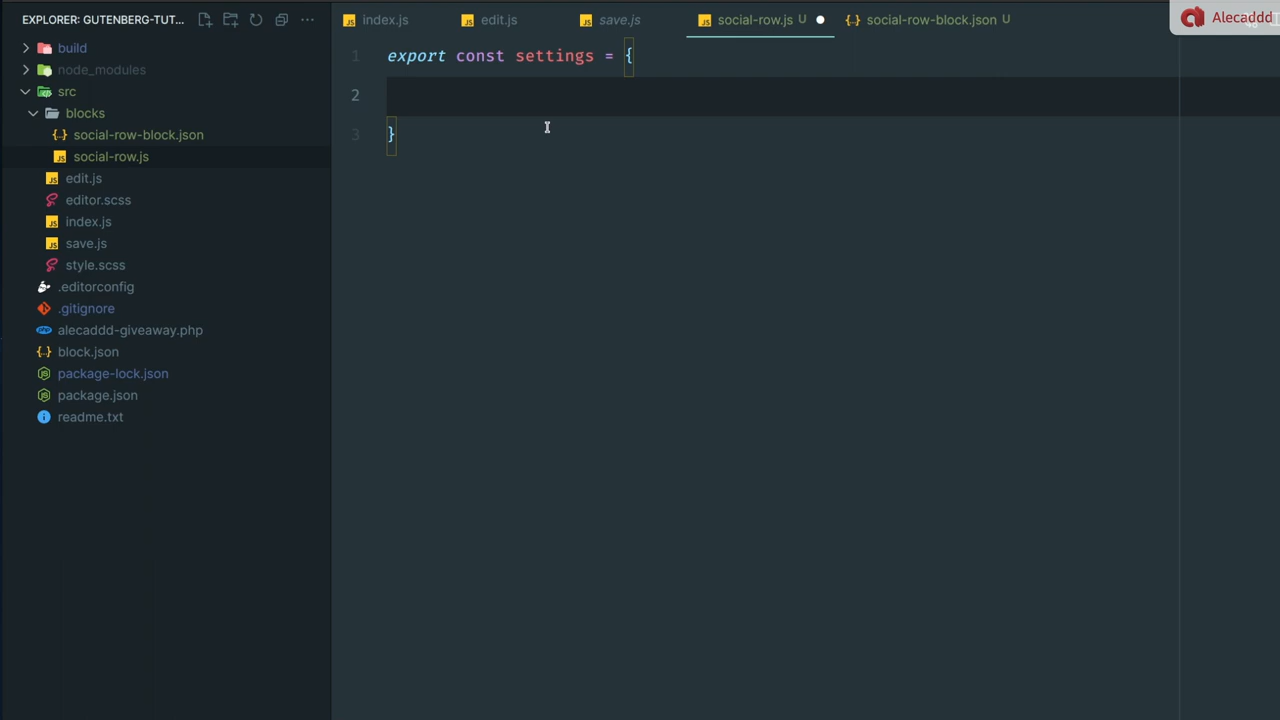 EXPLORER: GUTENBERG-TUT...
build
node_modules
src
blocks
social-row-block.json
social-row.js
edit.js
editor.scss
index.js
save.js
style.scss
.editorconfig
.gitignore
alecaddd-giveaway.php
block.json
package-lock.json
package.json
readme.txt
index.js
edit.js
save.js
social-row.js U
social-row-block.json U
Alecaddd
1 export const settings = {
2
3 }